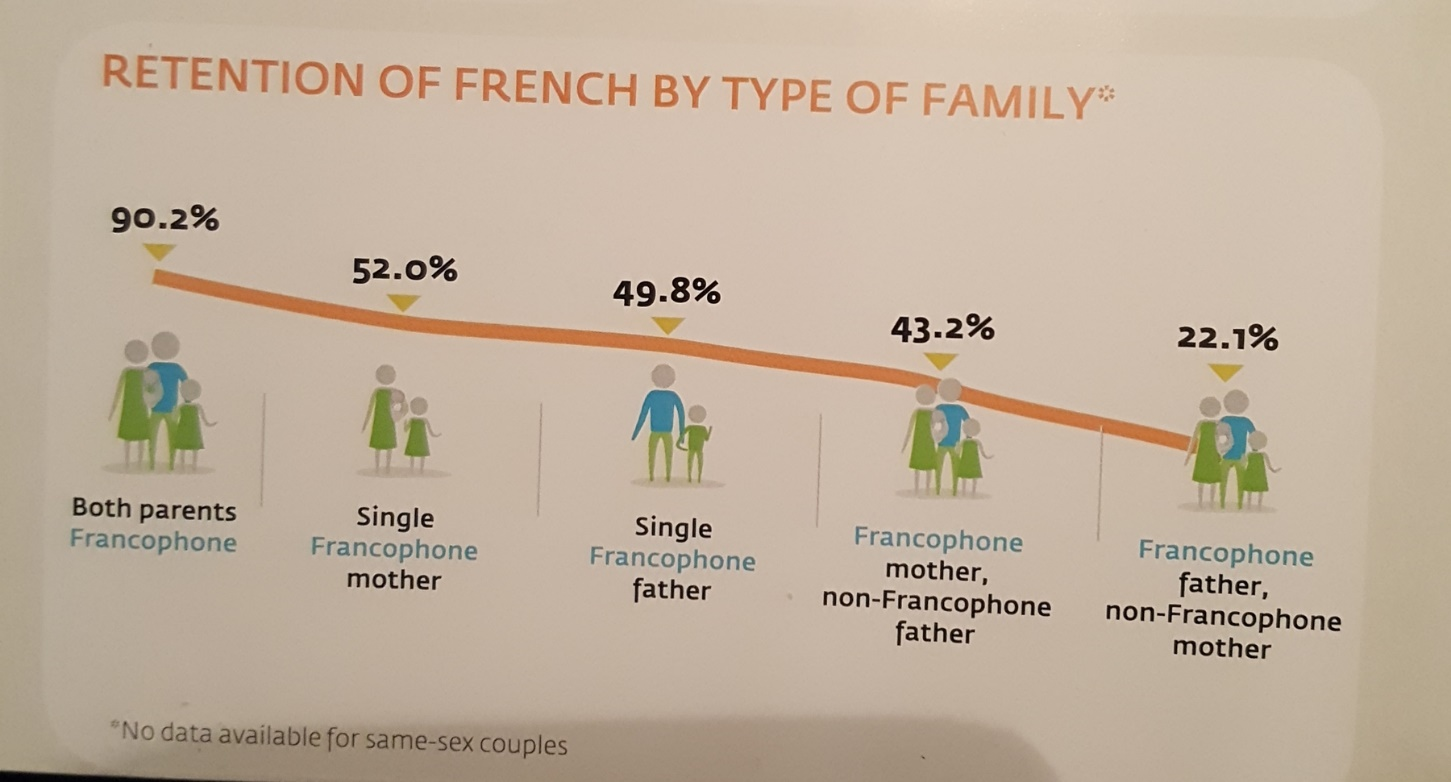 RETENTION OF FRENCH BY TYPE OF FAMILY*
90.2%
52.0%
49.8%
43.2%
22.1%
Both parents
Francophone
Single
Francophone
mother
Single
Francophone
father
Francophone
mother,
non-Francophone
father
Francophone
father,
non-Francophone
mother
*No data available for same-sex couples